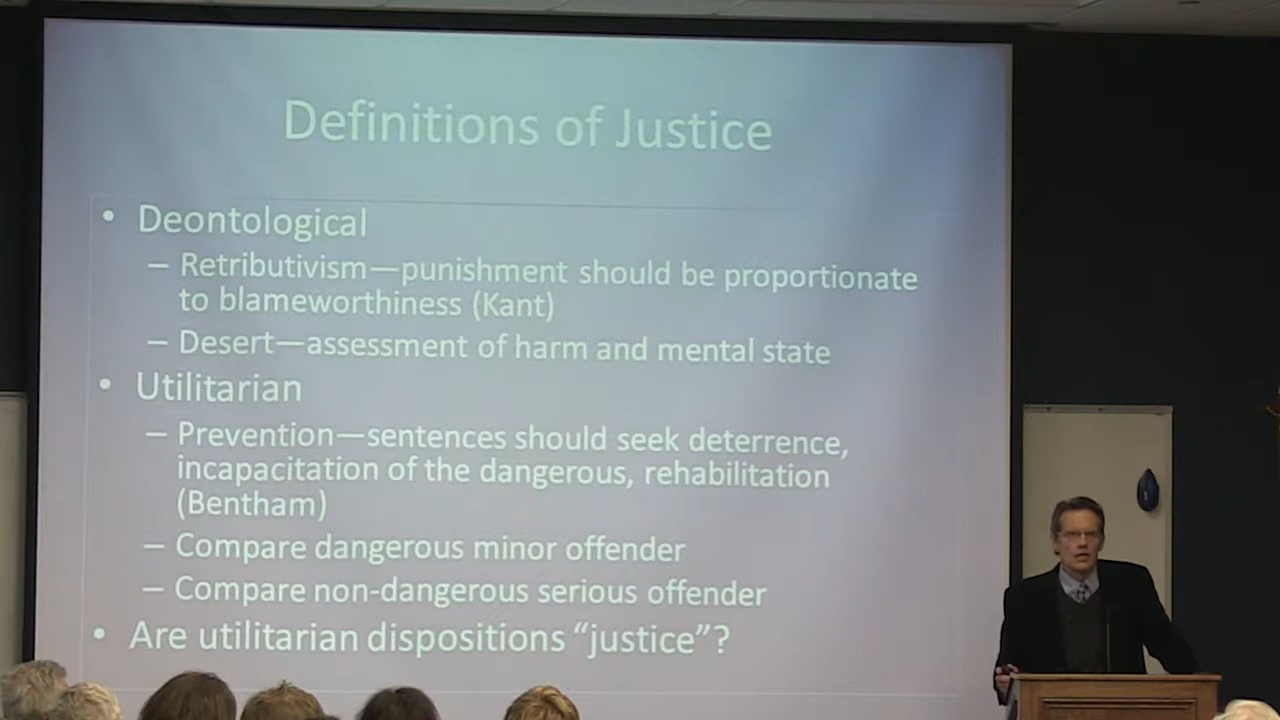 Definitions of Justice
• Deontological
– Retributivism—punishment should be proportionate
to blameworthiness (Kant)
– Desert—assessment of harm and mental state
• Utilitarian
– Prevention—sentences should seek deterrence,
incapacitation of the dangerous, rehabilitation
(Bentham)
– Compare dangerous minor offender
– Compare non-dangerous serious offender
• Are utilitarian dispositions “justice”?